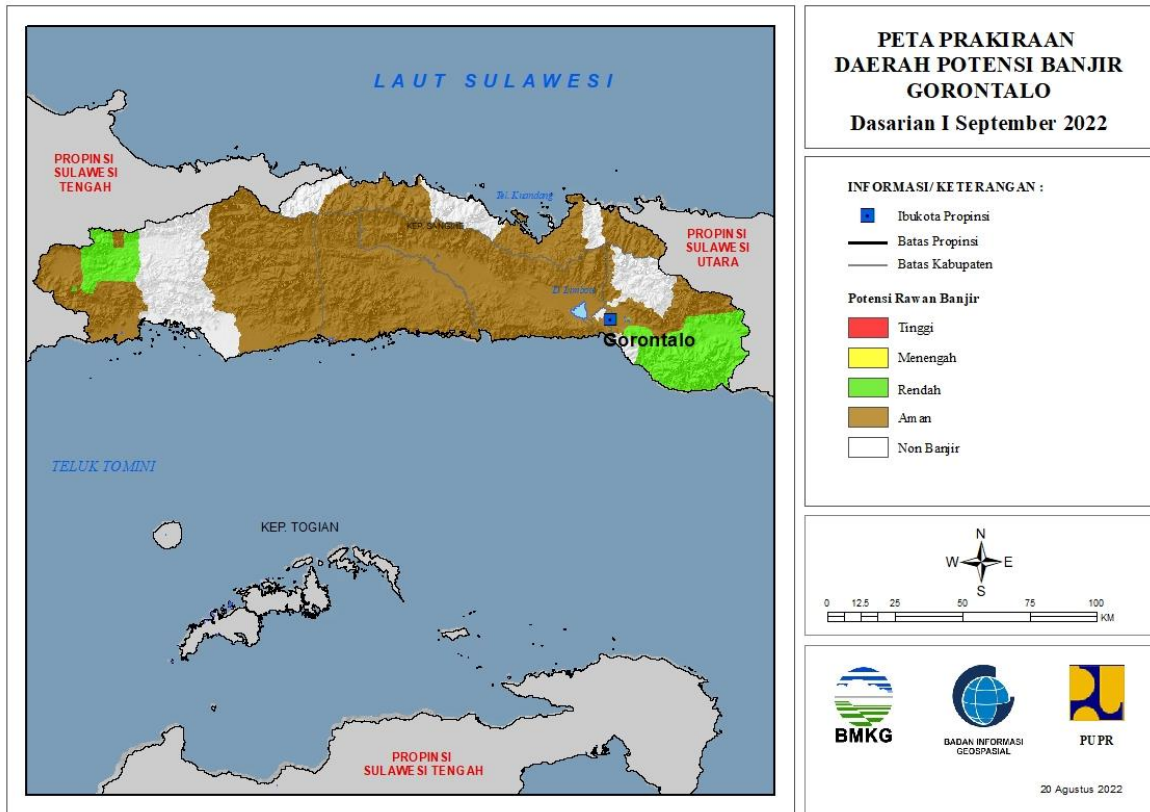 LAUT SULAWESI
PROPINSI
SULAWESI
TENGAH
Tel. Kuandang
KEP. SANGIHE
PROPINSI
SULAWESI
UTARA
Gorontalo
TELUK TOMINI
KEP. TOGIAN
PROPINSI
SULAWESI TENGAH
PETA PRAKIRAAN
DAERAH POTENSI BANJIR
GORONTALO
Dasarian I September 2022
INFORMASI/ KETERANGAN :
Ibukota Propinsi
Batas Propinsi
Batas Kabupaten
Potensi Rawan Banjir
Tinggi
Menengah
Rendah
Aman
Non Banjir
N
W E
S
0 12.5 25 50 75 100
KM
BMKG
BADAN INFORMASI
GEOSPASIAL
PUPR
20 Agustus 2022